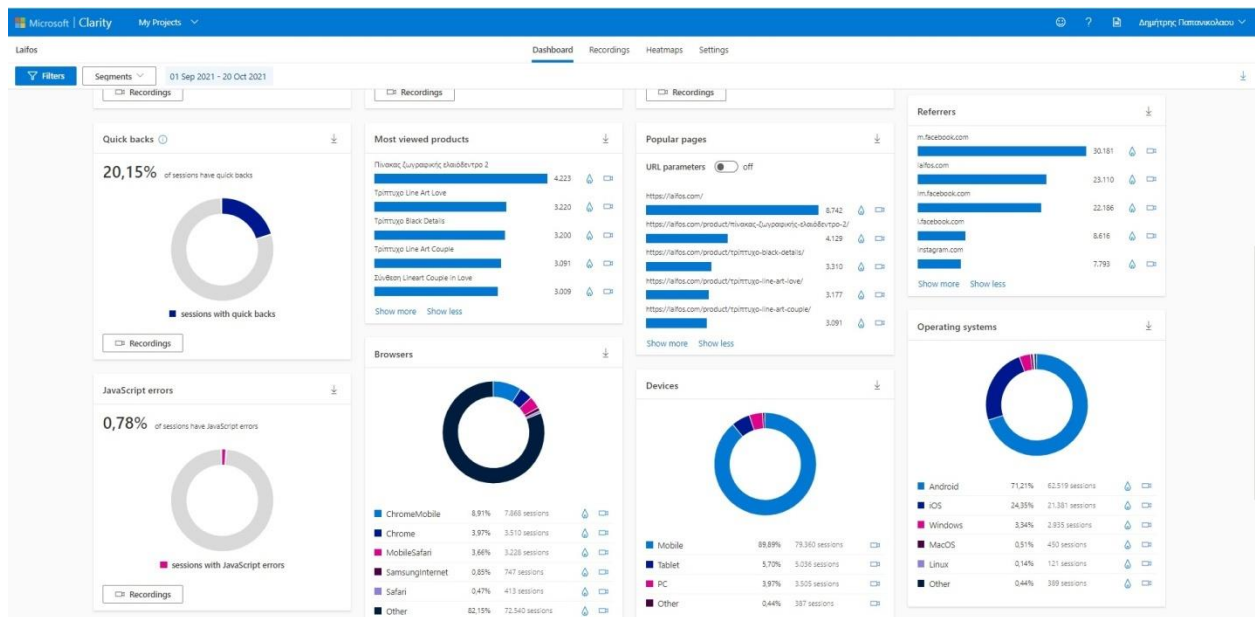 Microsoft | Clarity My Projects ? Δημήτρης Παπανικολαου
Laifos Dashboard Recordings Heatmaps Settings
Filters Segments 01 Sep 2021 - 20 Oct 2021
Recordings
Quick backs
20,15% of sessions have quick backs
sessions with quick backs
Recordings
JavaScript errors
0,78% of sessions have JavaScript errors
sessions with JavaScript errors
Recordings
Recordings
Most viewed products
Πίνακας ζωγραφικής ελαιόδεντρο 2
4.223
Τρίπτυχο Line Art Love
3.220
Τρίπτυχο Black Details
3.200
Τρίπτυχο Line Art Couple
3.091
Σύνθεση Lineart Couple in Love
3.009
Show more Show less
Browsers
ChromeMobile 8,91% 7.868 sessions
Chrome 3,97% 3.510 sessions
MobileSafari 3,66% 3.228 sessions
SamsungInternet 0,85% 747 sessions
Safari 0,47% 413 sessions
Other 82,15% 72.540 sessions
Recordings
Popular pages
URL parameters off
https://laifos.com/
8.742
https://laifos.com/product/πίνακας-ζωγραφικής-ελαιόδεντρο-2/
4.129
https://laifos.com/product/τρίπτυχο-black-details/
3.310
https://laifos.com/product/τρίπτυχο-line-art-love/
3.177
https://laifos.com/product/τρίπτυχο-line-art-couple/
3.091
Show more Show less
Devices
Mobile 89,89% 79.360 sessions
Tablet 5,70% 5.036 sessions
PC 3,97% 3.505 sessions
Other 0,44% 387 sessions
Referrers
m.facebook.com
30.181
laifos.com
23.110
lm.facebook.com
22.186
l.facebook.com
8.616
instagram.com
7.793
Show more Show less
Operating systems
Android 71,21% 62.519 sessions
iOS 24,35% 21.381 sessions
Windows 3,34% 2.935 sessions
MacOS 0,51% 450 sessions
Linux 0,14% 121 sessions
Other 0,44% 389 sessions